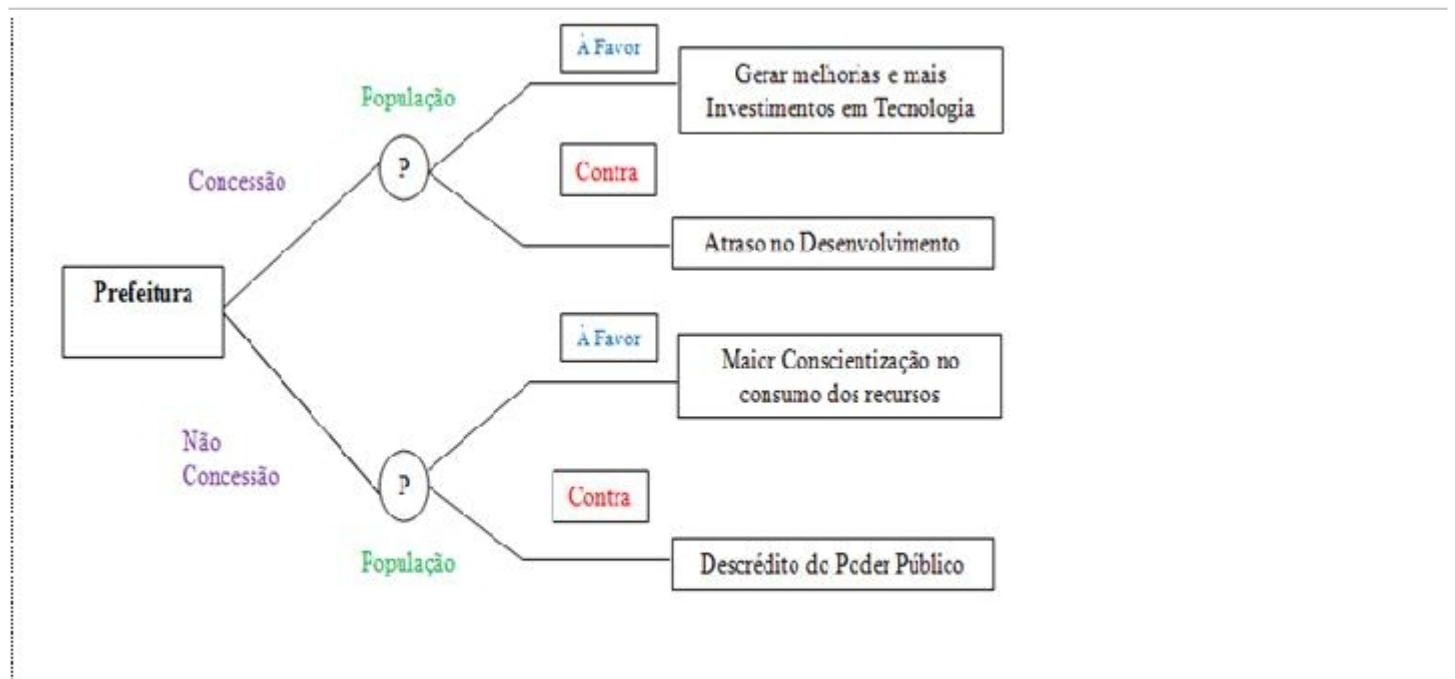 À Favor
Gerar melhorias e mais
Investimentos em Tecnologia
População
P
Concessão
Contra
Atraso no Desenvolvimento
Prefeitura
À Favor
Maior Conscientização no
consumo dos recursos
Não
Concessão
P
Contra
População
Descrédito do Poder Público